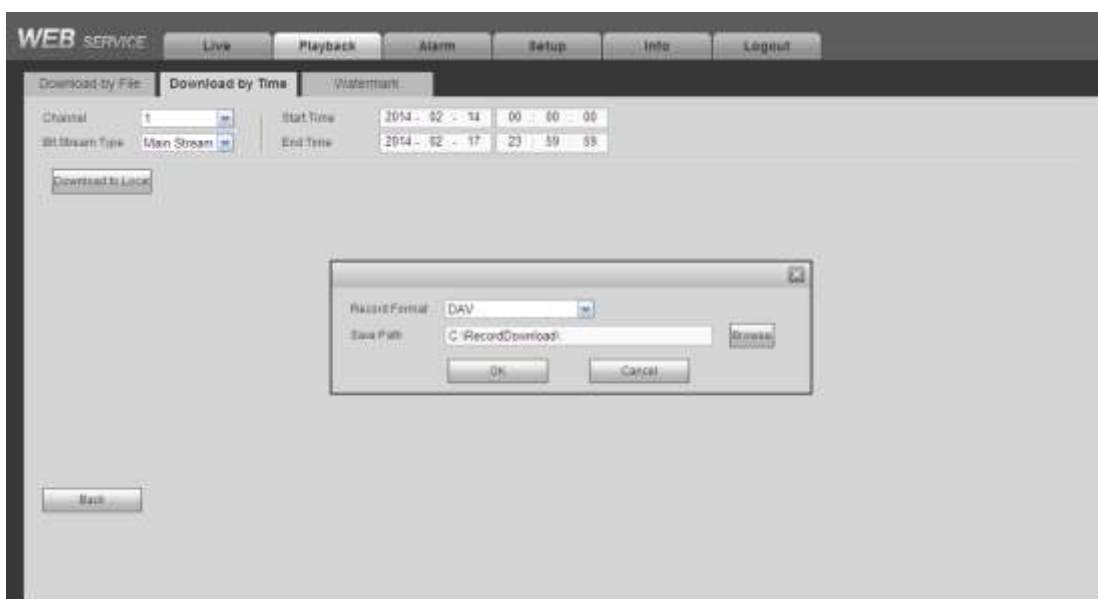 WEB SERVICE Live Playback Alarm Setup Info Logout
Download by File Download by Time Watermark
Channel 1 Start Time 2014 - 02 - 14 00 : 00 : 00
Bit Stream Type Main Stream End Time 2014 - 02 - 17 23 : 59 : 59
Download to Local
Record Format DAV
Save Path C:\RecordDownload\
Browse
OK Cancel
Back